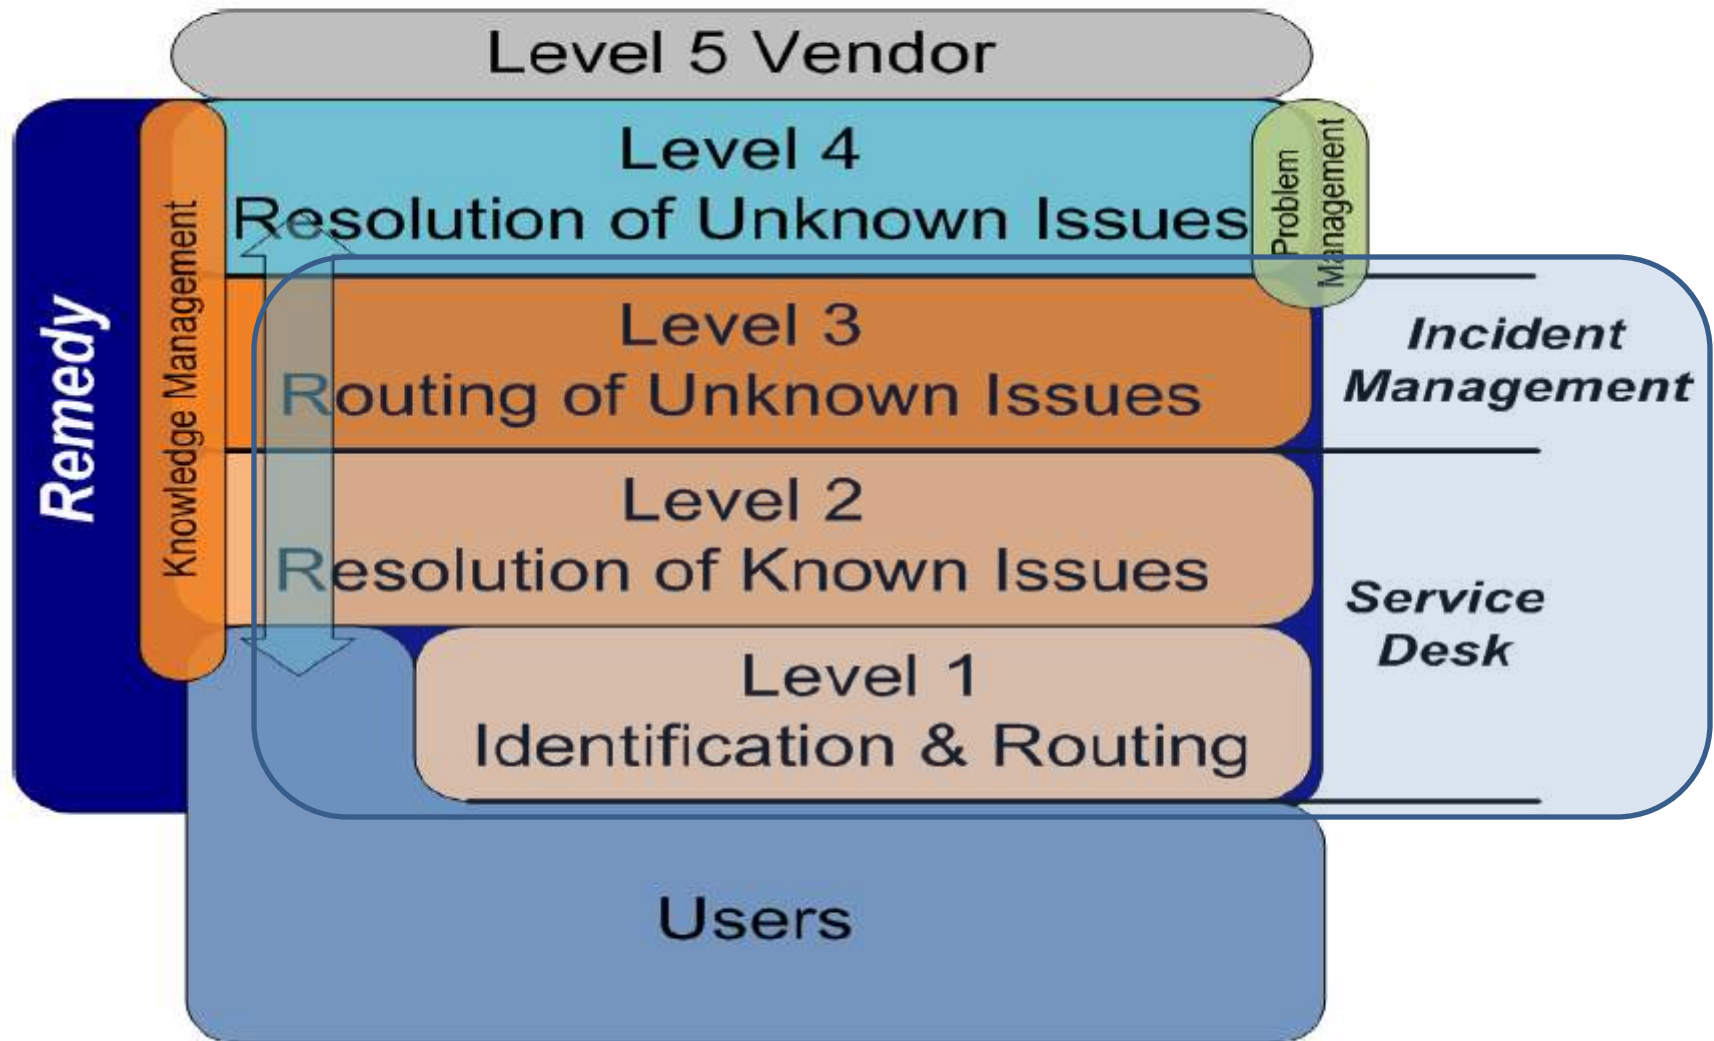 Level 5 Vendor
Level 4
Resolution of Unknown Issues
Problem
Management
Remedy
Knowledge Management
Level 3
Routing of Unknown Issues
Incident
Management
Level 2
Resolution of Known Issues
Service
Desk
Level 1
Identification & Routing
Users